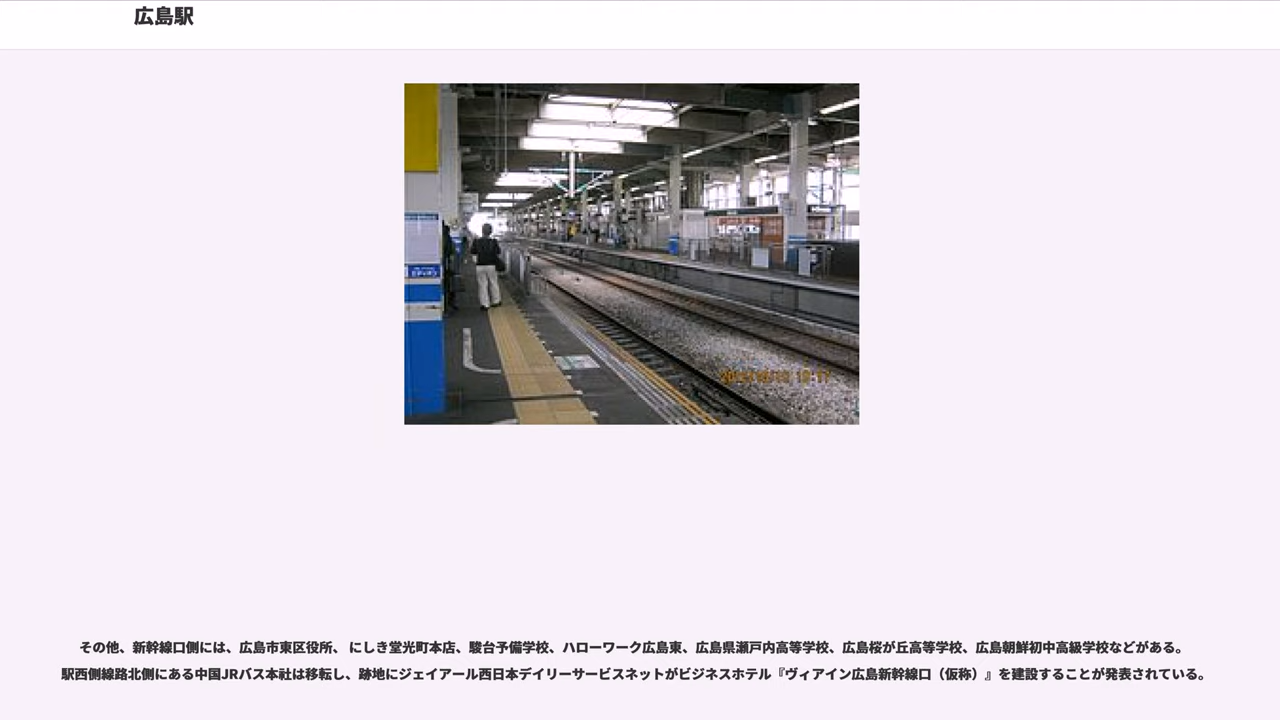 広島駅
その他、新幹線口側には、広島市東区役所、 にしき堂光町本店、駿台予備学校、ハローワーク広島東、広島県瀬戸内高等学校、広島桜が丘高等学校、広島朝鮮初中高級学校などがある。
駅西側線路北側にある中国JRバス本社は移転し、跡地にジェイアール西日本デイリーサービスネットがビジネスホテル『ヴィアイン広島新幹線口（仮称）』を建設することが発表されている。